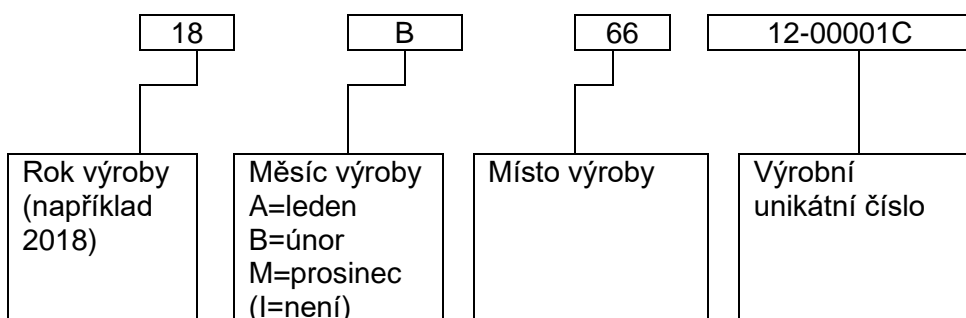 18 B 66 12-00001C
Rok výroby
(například
2018)
Měsíc výroby
A=leden
B=únor
M=prosinec
(I=není)
Místo výroby
Výrobní
unikátní číslo